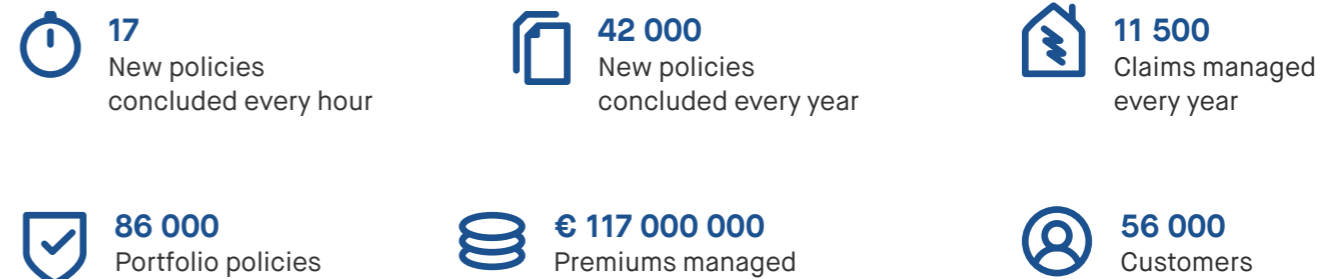 17
New policies
concluded every hour
42 000
New policies
concluded every year
11 500
Claims managed
every year
86 000
Portfolio policies
€ 117 000 000
Premiums managed
56 000
Customers